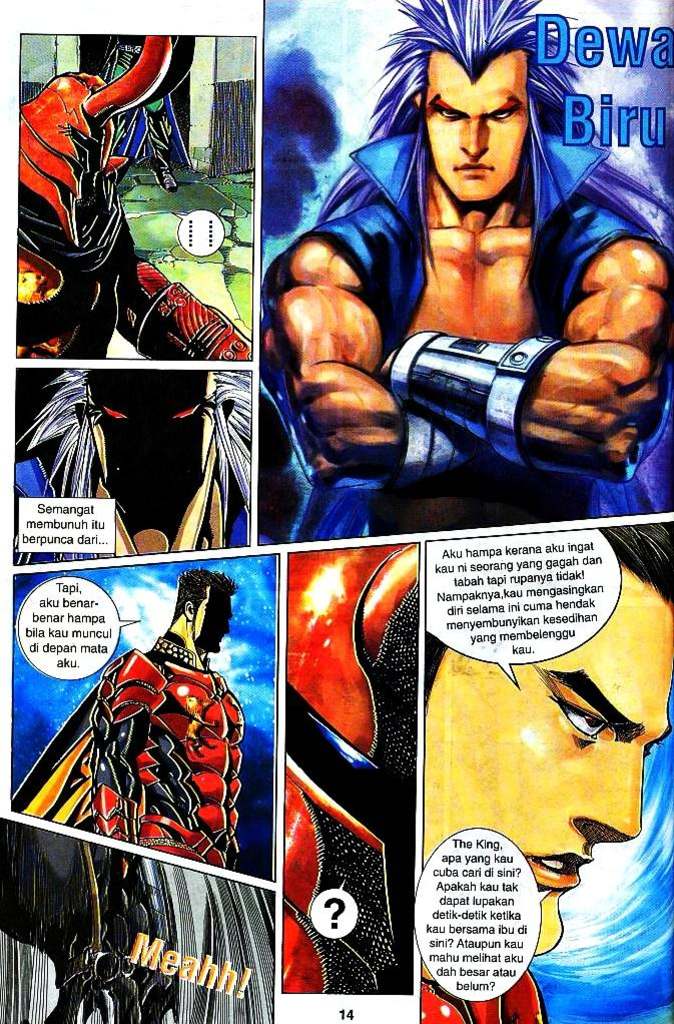 Dewa
Biru
Semangat
membunuh itu
berpunca dari...
Tapi,
aku benar-
benar hampa
bila kau muncul
di depan mata
aku.
Aku hampa kerana aku ingat
kau ni seorang yang gagah dan
tabah tapi rupanya tidak!
Nampaknya,kau mengasingkan
diri selama ini cuma hendak
menyembunyikan kesedihan
yang membelenggu
kau.
The King,
apa yang kau
cuba cari di sini?
Apakah kau tak
dapat lupakan
detik-detik ketika
kau bersama ibu di
sini? Ataupun kau
mahu melihat aku
dah besar atau
belum?
?
Meahh!
14